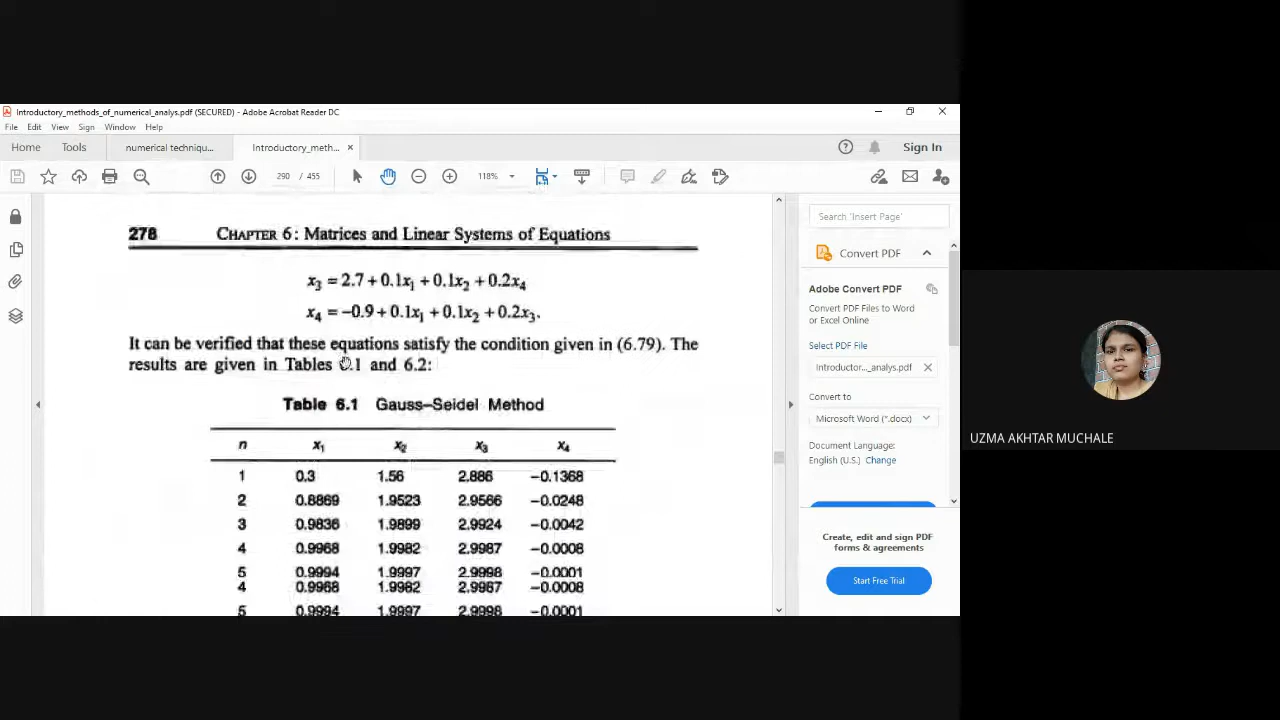 Introductory_methods_of_numerical_analys.pdf (SECURED) - Adobe Acrobat Reader DC
File Edit View Sign Window Help
Home Tools numerical techniqu... Introductory_meth... × Sign In
290 / 455 118%
278 CHAPTER 6: Matrices and Linear Systems of Equations
x₃ = 2.7 + 0.1x₁ + 0.1x₂ + 0.2x₄
x₄ = −0.9 + 0.1x₁ + 0.1x₂ + 0.2x₃.
It can be verified that these equations satisfy the condition given in (6.79). The
results are given in Tables 6.1 and 6.2:
Table 6.1 Gauss–Seidel Method
n x₁ x₂ x₃ x₄
1 0.3 1.56 2.886 −0.1368
2 0.8869 1.9523 2.9566 −0.0248
3 0.9836 1.9899 2.9924 −0.0042
4 0.9968 1.9982 2.9987 −0.0008
5 0.9994 1.9997 2.9998 −0.0001
4 0.9968 1.9982 2.9987 −0.0008
5 0.9994 1.9997 2.9998 −0.0001
Search 'Insert Page'
Convert PDF
Adobe Convert PDF
Convert PDF Files to Word
or Excel Online
Select PDF File
Introductor..._analys.pdf
Convert to
Microsoft Word (*.docx)
Document Language:
English (U.S.) Change
Create, edit and sign PDF
forms & agreements
Start Free Trial
UZMA AKHTAR MUCHALE